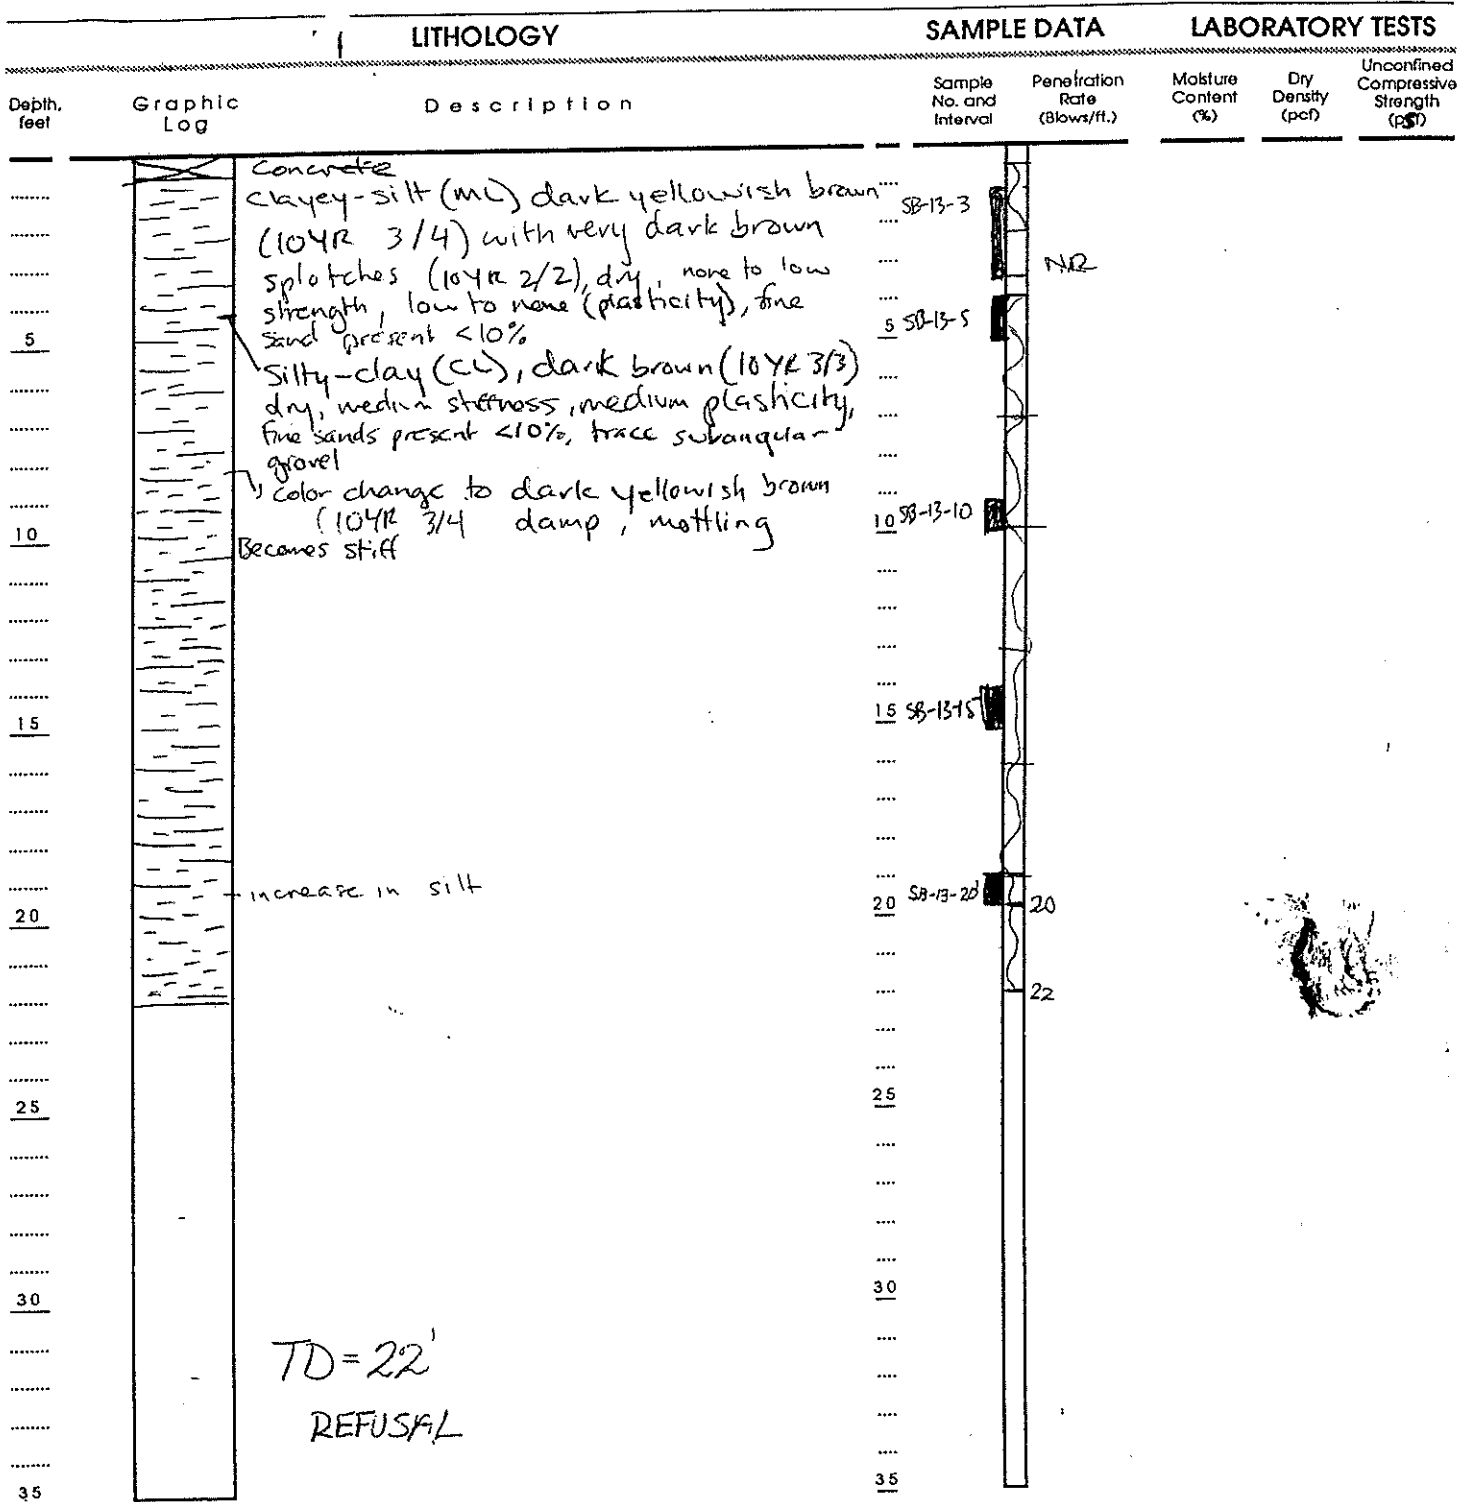 LITHOLOGY
SAMPLE DATA
LABORATORY TESTS
Depth, feet
Graphic Log
Description
Sample No. and Interval
Penetration Rate (Blows/ft.)
Moisture Content (%)
Dry Density (pcf)
Unconfined Compressive Strength (psf)
Concrete
clayey-silt (ML) dark yellowish brown
(10YR 3/4) with very dark brown
splotches (10YR 2/2), dry, none to low
strength, low to none (plasticity), fine
sand present <10%
Silty-clay (CL), dark brown (10YR 3/3)
dry, medium stiffness, medium plasticity,
fine sands present <10%, trace subangular
gravel
color change to dark yellowish brown
(10YR 3/4 damp, mottling
Becomes stiff
increase in silt
TD=22'
REFUSAL
5
10
15
20
25
30
35
SB-13-3
NR
5 SB-13-5
10 SB-13-10
15 SB-13-15
20 SB-13-20
20
22
25
30
35